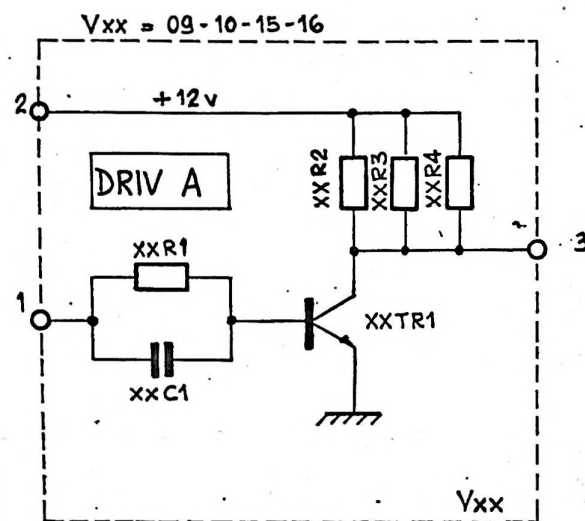 Vxx = 09-10-15-16
2
+12v
DRIV A
xxR2
xxR3
xxR4
3
xxR1
1
xxTR1
xxC1
Vxx